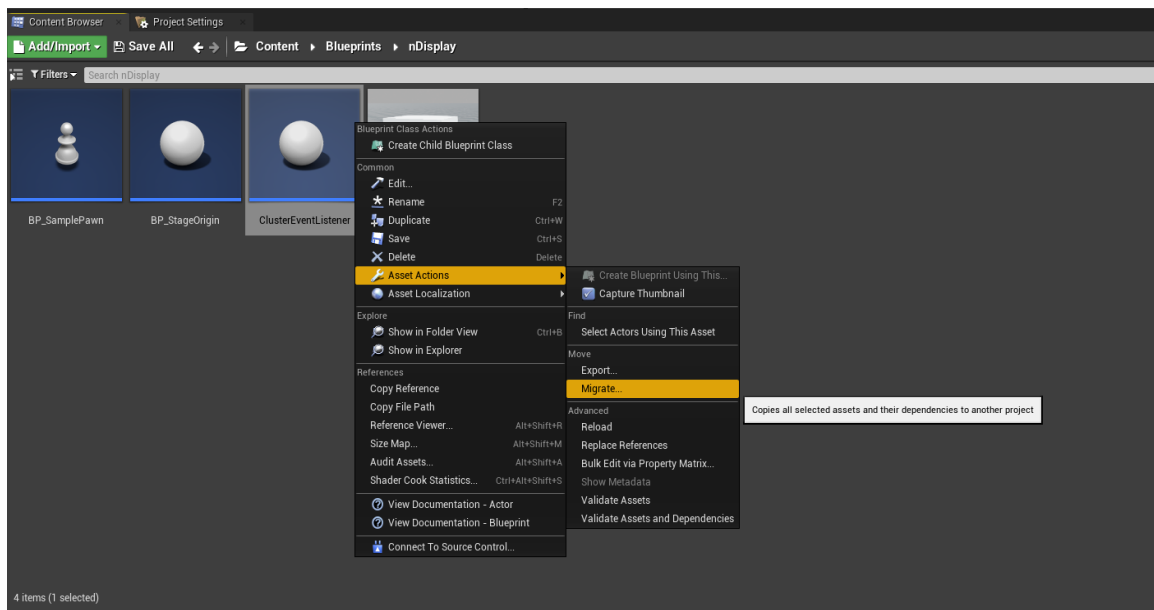 Content Browser
Project Settings
Add/Import
Save All
Content
Blueprints
nDisplay
Filters
Search nDisplay
BP_SamplePawn
BP_StageOrigin
ClusterEventListener
Blueprint Class Actions
Create Child Blueprint Class
Common
Edit...
Rename F2
Duplicate Ctrl+W
Save Ctrl+S
Delete Delete
Asset Actions
Asset Localization
Explore
Show in Folder View Ctrl+B
Show in Explorer
References
Copy Reference
Copy File Path
Reference Viewer... Alt+Shift+R
Size Map... Alt+Shift+M
Audit Assets... Alt+Shift+A
Shader Cook Statistics... Ctrl+Alt+Shift+S
View Documentation - Actor
View Documentation - Blueprint
Connect To Source Control...
Create Blueprint Using This...
Capture Thumbnail
Find
Select Actors Using This Asset
Move
Export...
Migrate...
Copies all selected assets and their dependencies to another project
Advanced
Reload
Replace References
Bulk Edit via Property Matrix...
Show Metadata
Validate Assets
Validate Assets and Dependencies
4 items (1 selected)